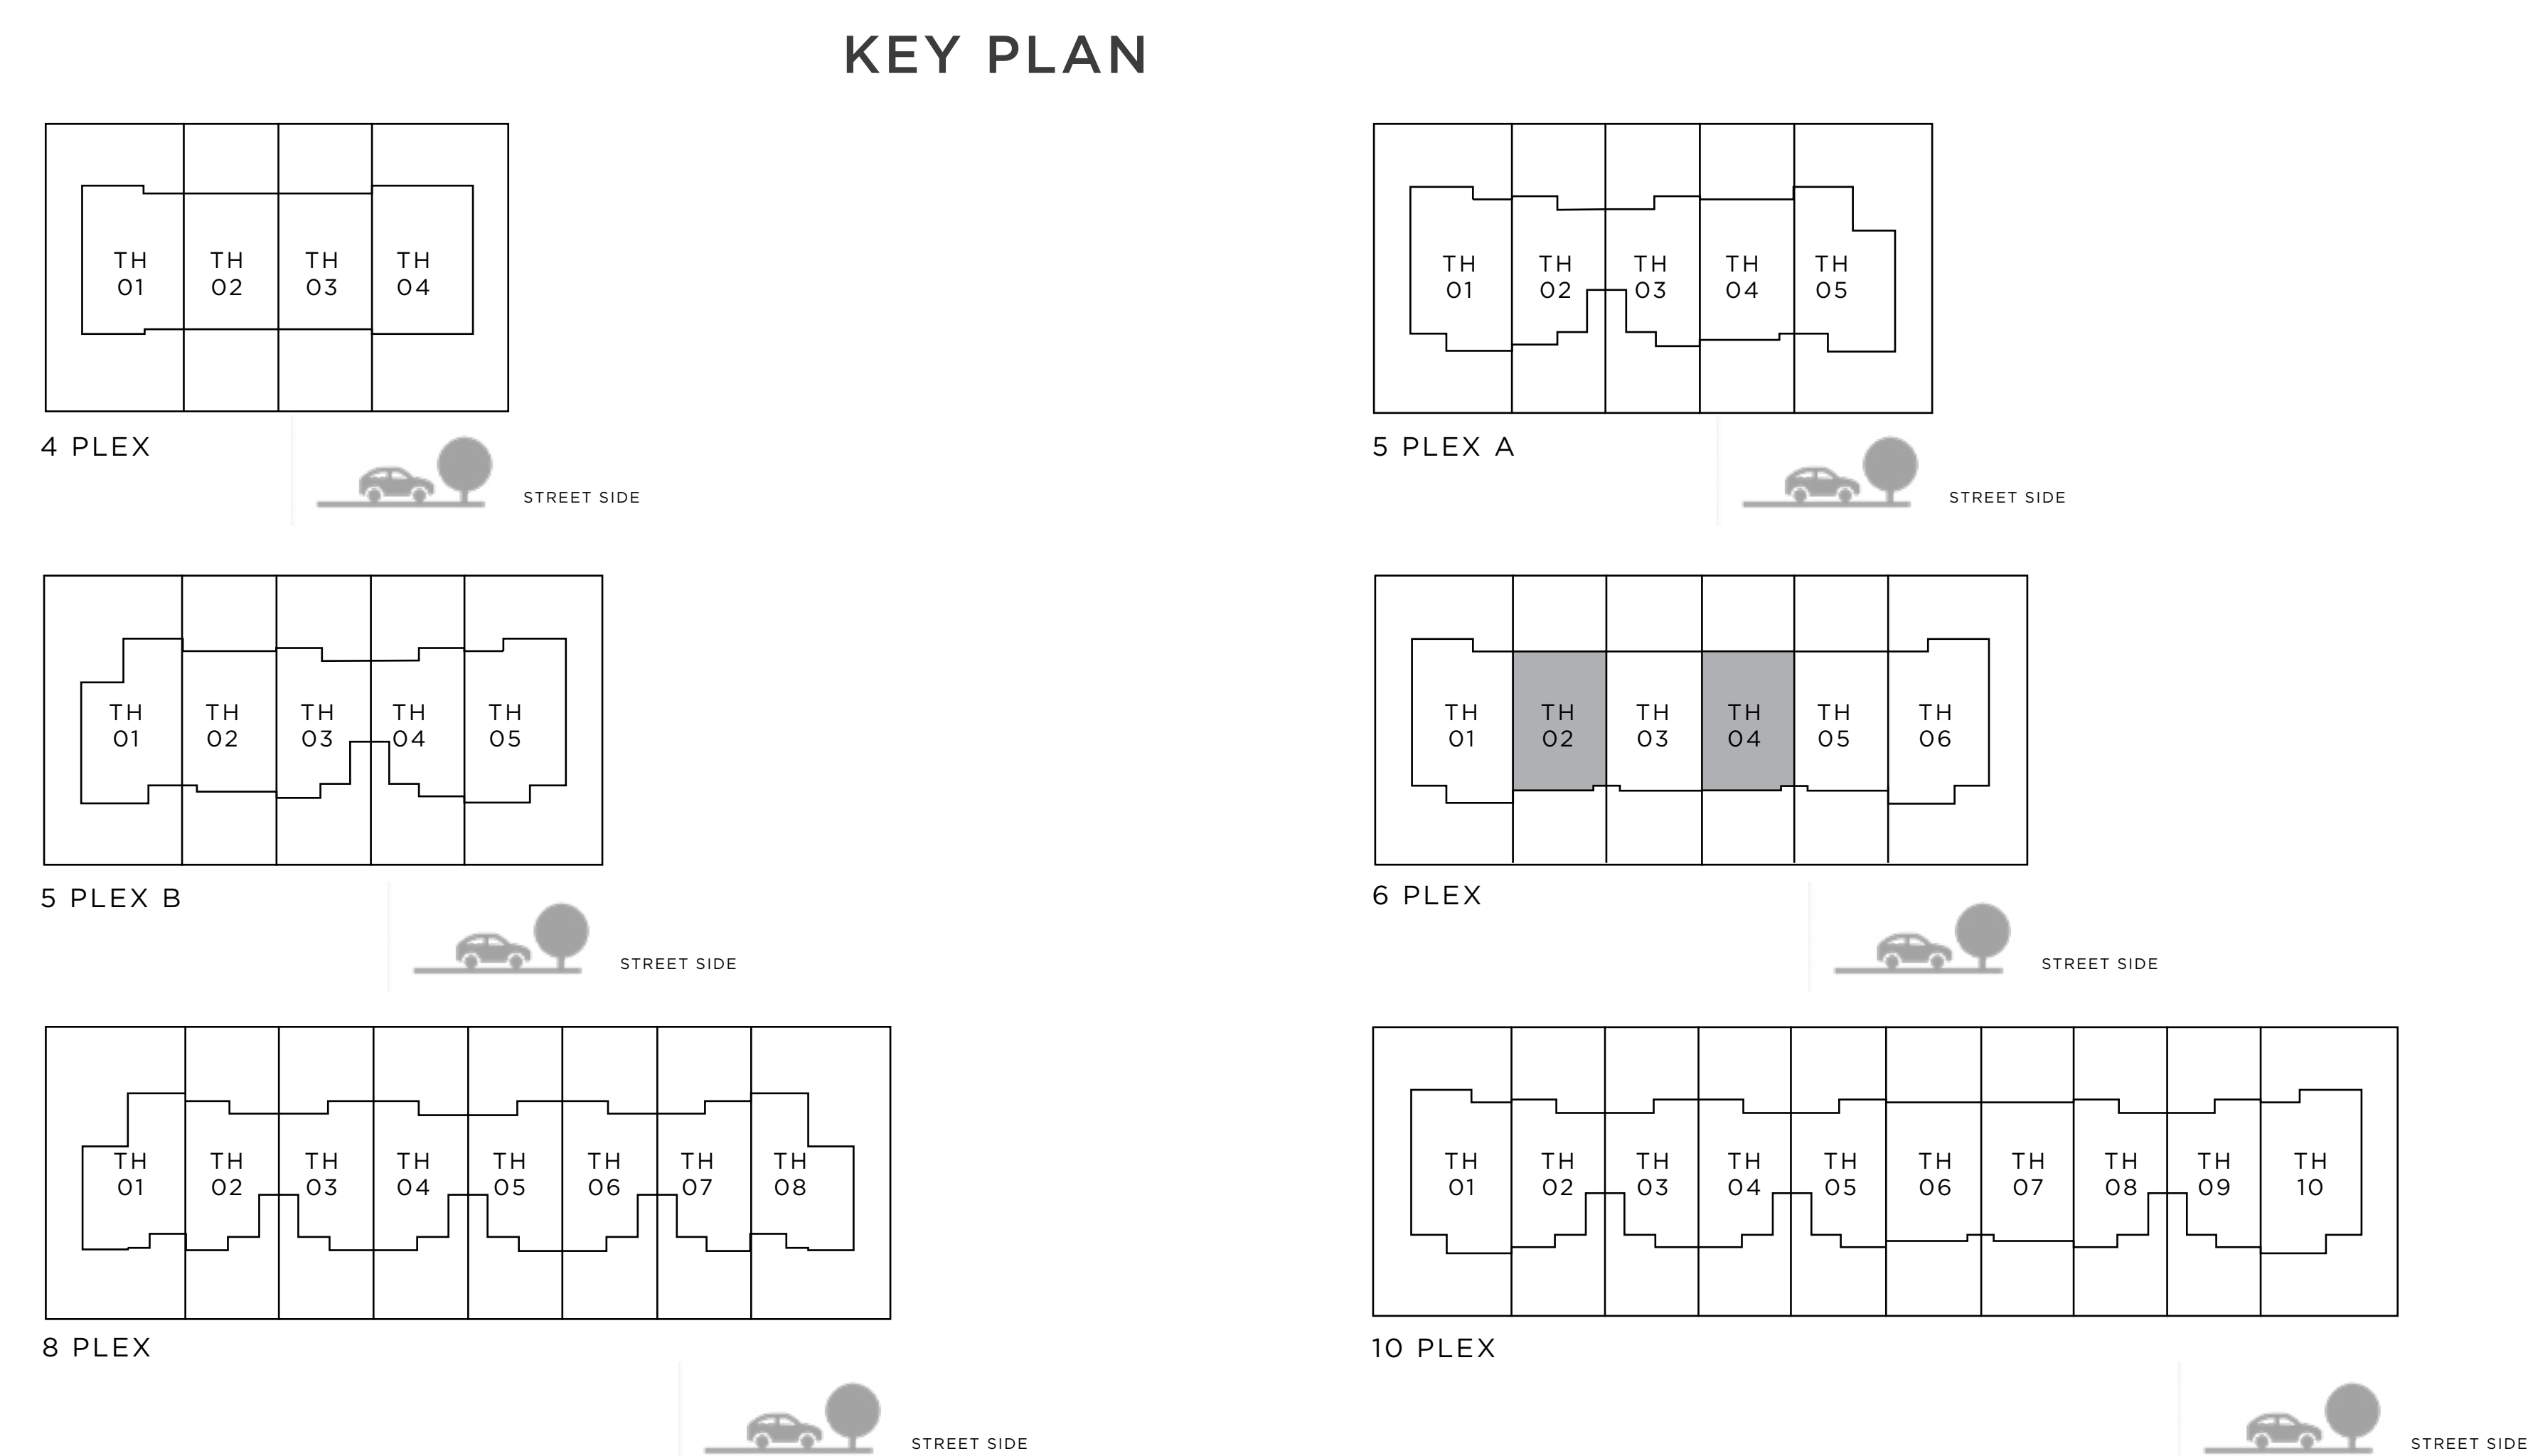 KEY PLAN
TH TH TH TH
01 02 03 04
4 PLEX
STREET SIDE
TH TH TH TH TH
01 02 03 04 05
5 PLEX A
STREET SIDE
TH TH TH TH TH
01 02 03 04 05
5 PLEX B
STREET SIDE
TH TH TH TH TH TH
01 02 03 04 05 06
6 PLEX
STREET SIDE
TH TH TH TH TH TH TH TH
01 02 03 04 05 06 07 08
8 PLEX
STREET SIDE
TH TH TH TH TH TH TH TH TH TH
01 02 03 04 05 06 07 08 09 10
10 PLEX
STREET SIDE